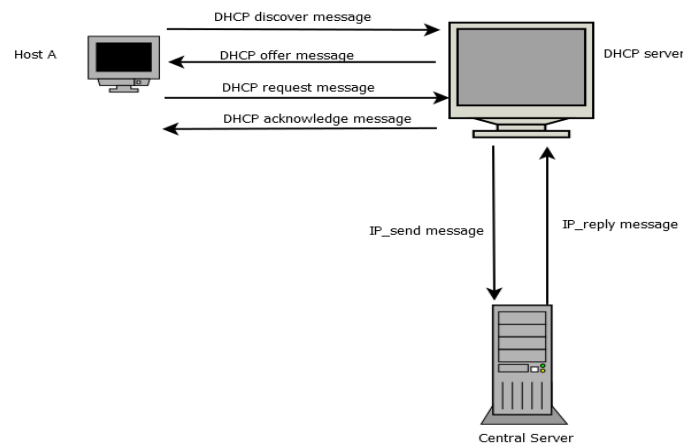 DHCP discover message
Host A
DHCP offer message
DHCP server
DHCP request message
DHCP acknowledge message
IP_send message
IP_reply message
Central Server